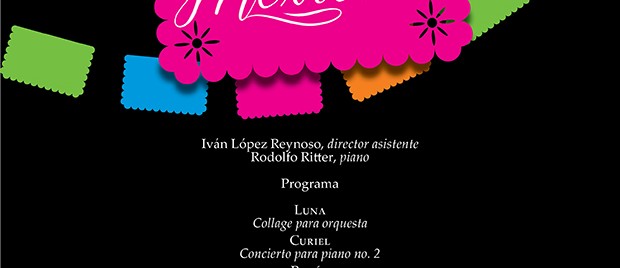 Iván López Reynoso, director asistente
Rodolfo Ritter, piano
Programa
Luna
Collage para orquesta
Curiel
Concierto para piano no. 2